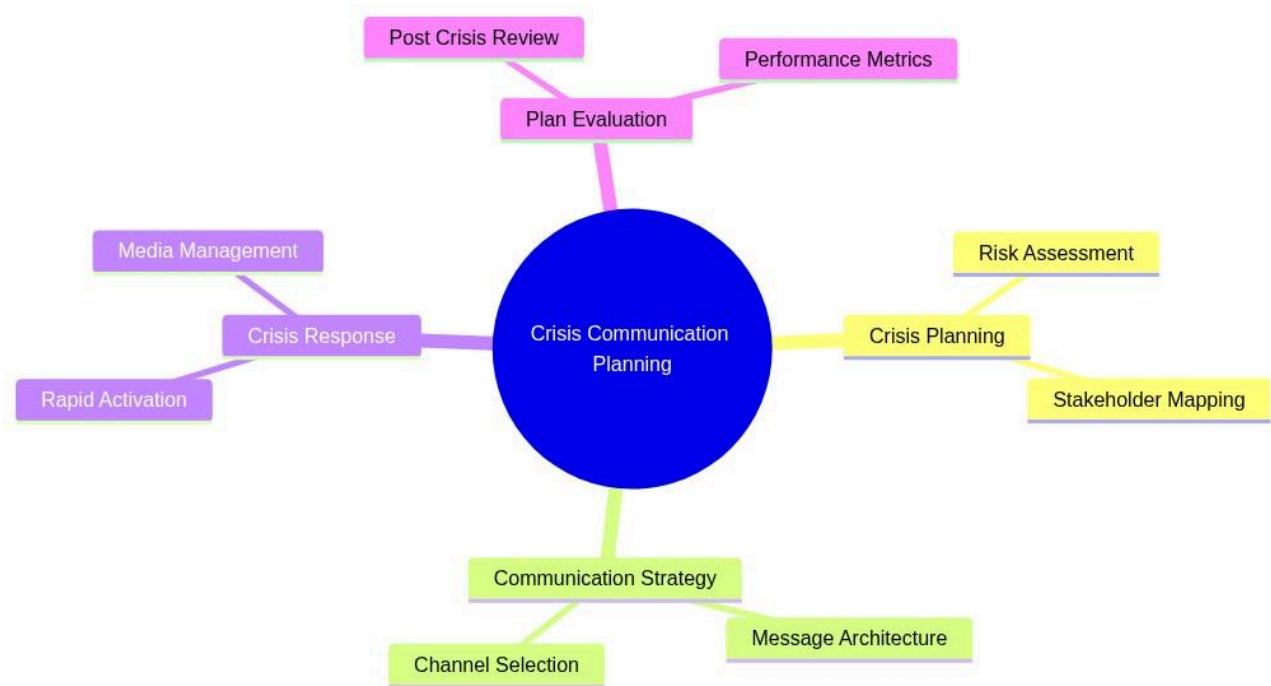 Post Crisis Review
Performance Metrics
Plan Evaluation
Media Management
Risk Assessment
Crisis Response
Crisis Communication
Planning
Crisis Planning
Rapid Activation
Stakeholder Mapping
Communication Strategy
Message Architecture
Channel Selection